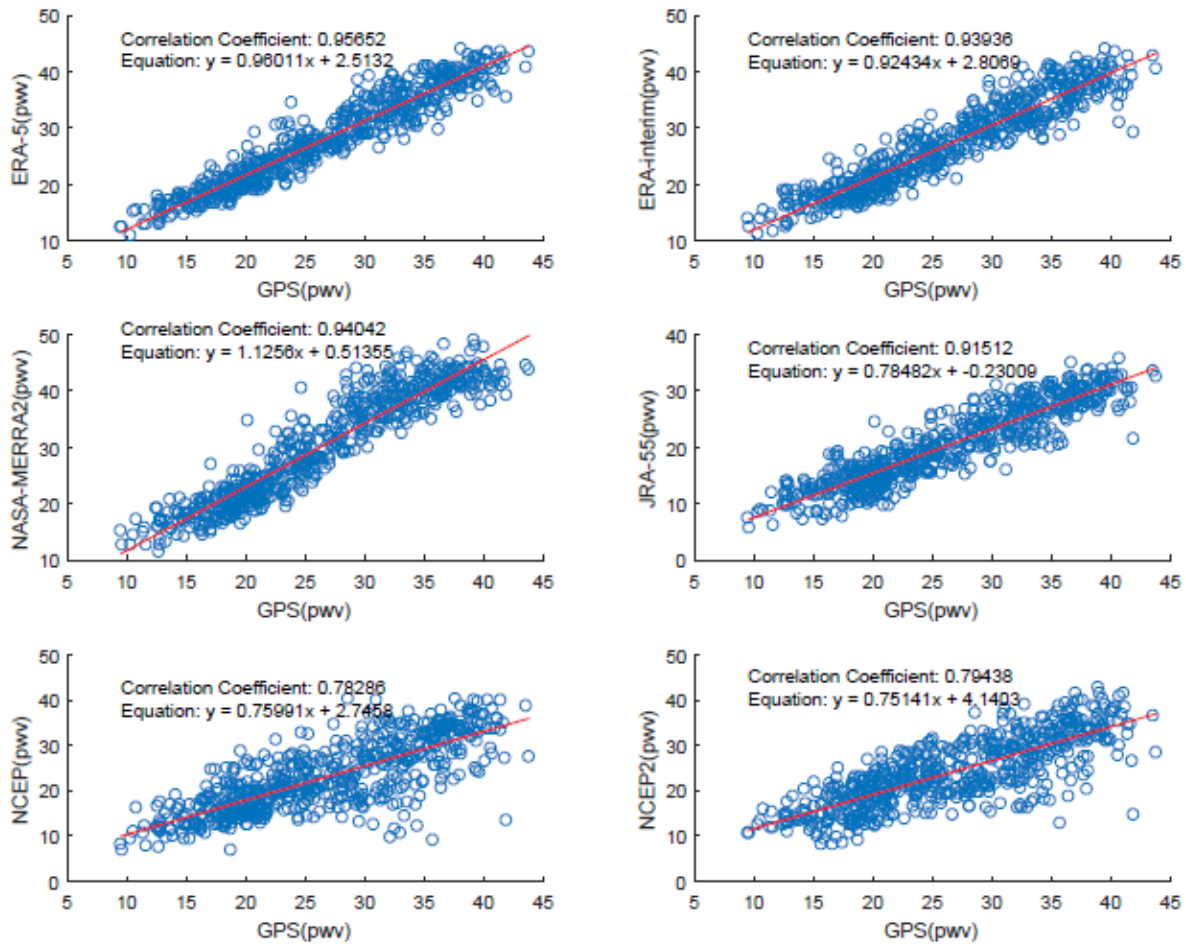 Correlation Coefficient: 0.95652
Equation: y = 0.96011x + 2.5132
ERA-5(pwv)
50
40
30
20
10
5 10 15 20 25 30 35 40 45
GPS(pwv)
Correlation Coefficient: 0.93936
Equation: y = 0.92434x + 2.8069
ERA-interim(pwv)
50
40
30
20
10
5 10 15 20 25 30 35 40 45
GPS(pwv)
Correlation Coefficient: 0.94042
Equation: y = 1.1256x + 0.51355
NASA-MERRA2(pwv)
50
40
30
20
10
5 10 15 20 25 30 35 40 45
GPS(pwv)
Correlation Coefficient: 0.91512
Equation: y = 0.78482x + -0.23009
JRA-55(pwv)
40
30
20
10
0
5 10 15 20 25 30 35 40 45
GPS(pwv)
Correlation Coefficient: 0.78286
Equation: y = 0.75991x + 2.7458
NCEP(pwv)
50
40
30
20
10
0
5 10 15 20 25 30 35 40 45
GPS(pwv)
Correlation Coefficient: 0.79438
Equation: y = 0.75141x + 4.1403
NCEP2(pwv)
50
40
30
20
10
0
5 10 15 20 25 30 35 40 45
GPS(pwv)